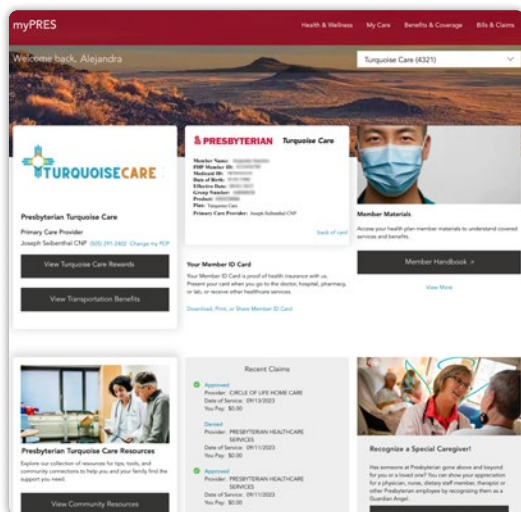 myPRES
Health & Wellness
My Care
Benefits & Coverage
Bills & Claims
Welcome back, Alejandra
Turquoise Care (4321)
TURQUOISECARE
Presbyterian Turquoise Care
Primary Care Provider
Joseph Seibenthal CNP (505) 291-2402 Change my PCP
View Turquoise Care Rewards
View Transportation Benefits
PRESBYTERIAN Turquoise Care
Member Name:
PHP Member ID:
Medicaid ID:
Date of Birth:
Effective Date:
Group Number:
Product:
Plan: Turquoise Care
Primary Care Provider: Joseph Seibenthal CNP
back of card
Your Member ID Card
Your Member ID Card is proof of health insurance with us.
Present your card when you go to the doctor, hospital, pharmacy,
or lab, or receive other healthcare services.
Download, Print, or Share Member ID Card
Member Materials
Access your health plan member materials to understand covered
services and benefits.
Member Handbook
View More
Presbyterian Turquoise Care Resources
Explore our collection of resources for tips, tools, and
community connections to help you and your family find the
support you need.
View Community Resources
Recent Claims
Approved
Provider: CIRCLE OF LIFE HOME CARE
Date of Service: 09/13/2023
You Pay: $0.00
Denied
Provider: PRESBYTERIAN HEALTHCARE
SERVICES
Date of Service: 09/11/2023
You Pay: $0.00
Approved
Provider: PRESBYTERIAN HEALTHCARE
SERVICES
Date of Service: 09/11/2023
You Pay: $0.00
Recognize a Special Caregiver!
Has someone at Presbyterian gone above and beyond
for you or a loved one? You can show your appreciation
for a physician, nurse, dietary staff member, therapist or
other Presbyterian employee by recognizing them as a
Guardian Angel.